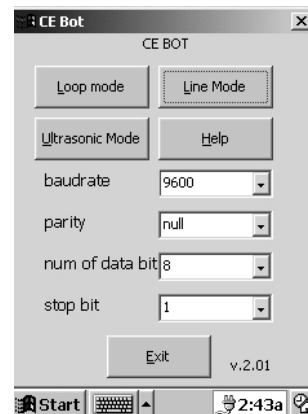 CE Bot
CE BOT
Loop mode Line Mode
Ultrasonic Mode Help
baudrate 9600
parity null
num of data bit 8
stop bit 1
Exit v.2.01
Start 2:43a